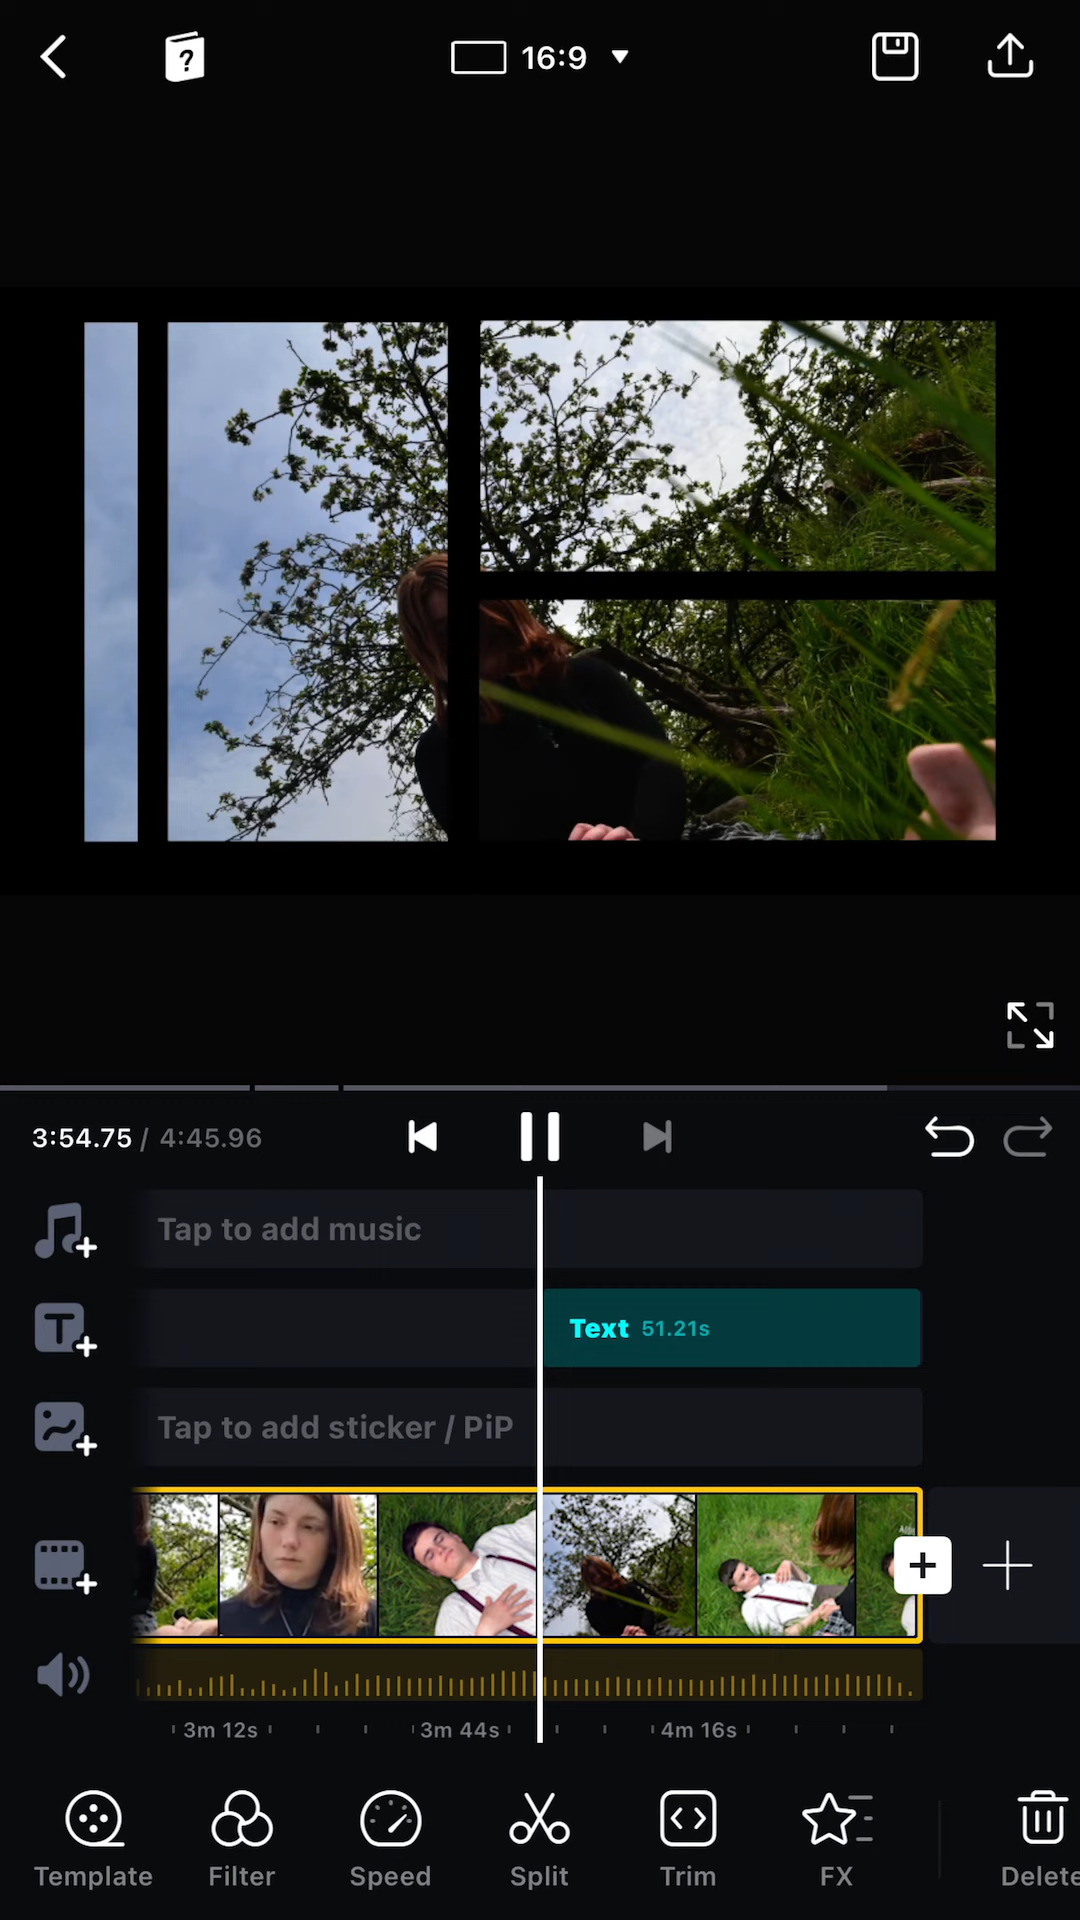 ?
16:9
3:54.75 / 4:45.96
Tap to add music
T
Text 51.21s
Tap to add sticker / PiP
3m 12s 3m 44s 4m 16s
Template Filter Speed Split Trim FX Delete